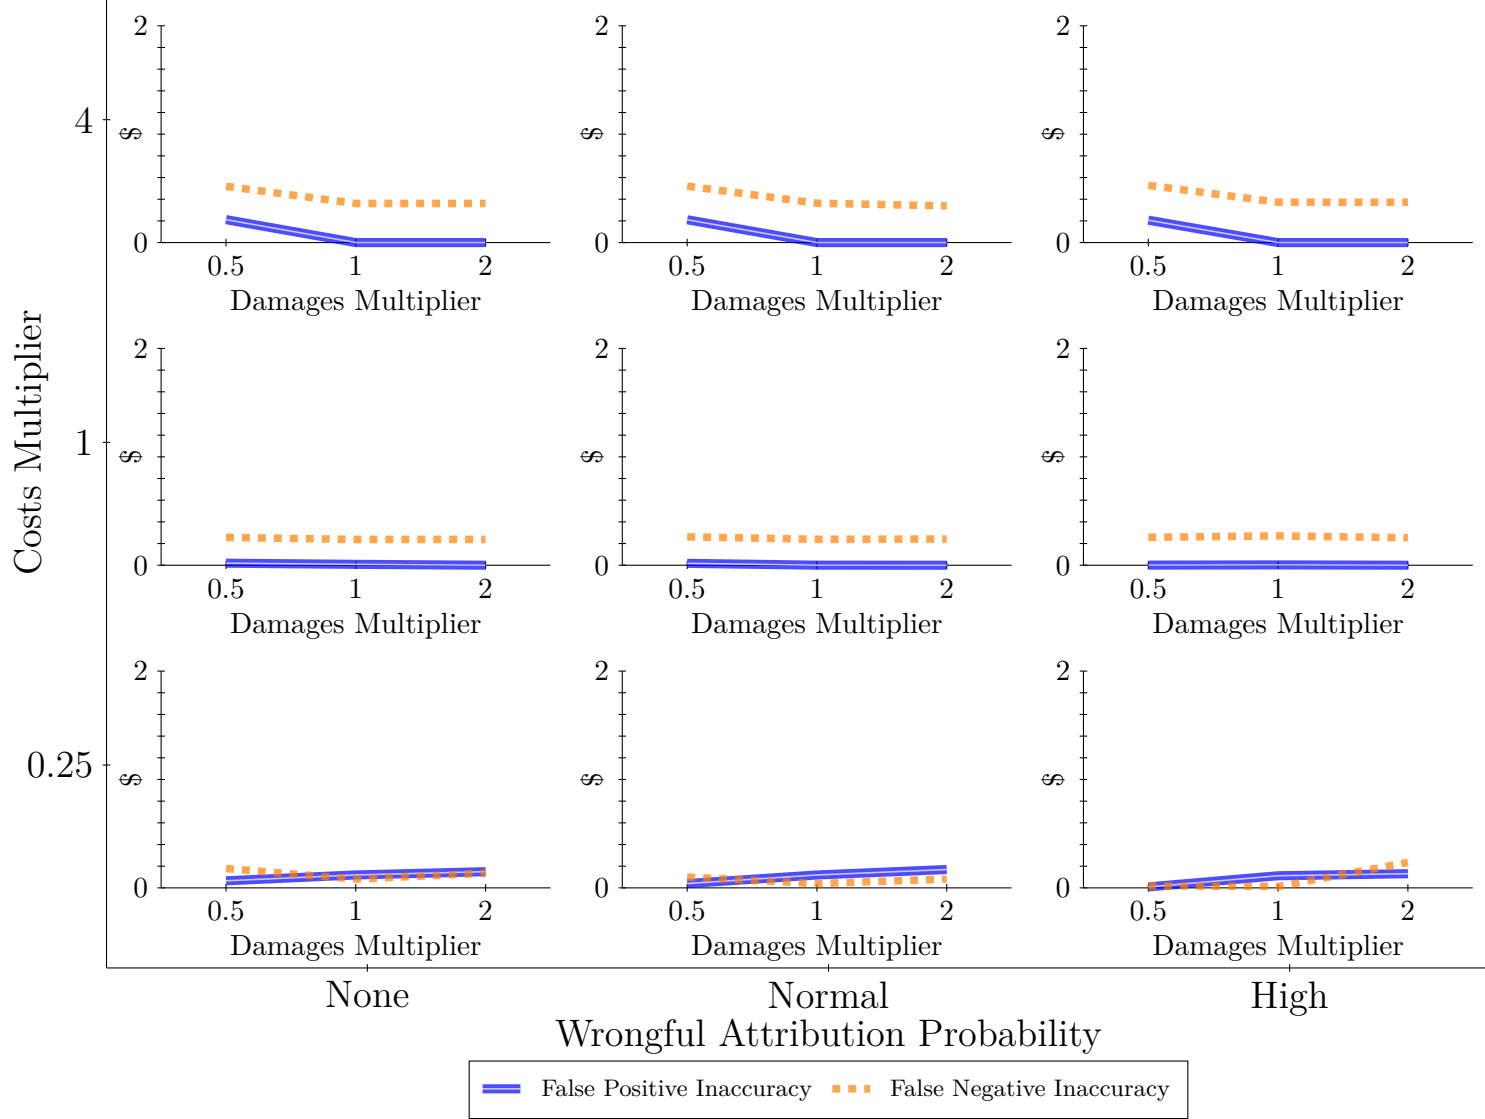 Costs Multiplier
4
2
$
0
0.5 1 2
Damages Multiplier
2
$
0
0.5 1 2
Damages Multiplier
2
$
0
0.5 1 2
Damages Multiplier
1
2
$
0
0.5 1 2
Damages Multiplier
2
$
0
0.5 1 2
Damages Multiplier
2
$
0
0.5 1 2
Damages Multiplier
0.25
2
$
0
0.5 1 2
Damages Multiplier
2
$
0
0.5 1 2
Damages Multiplier
2
$
0
0.5 1 2
Damages Multiplier
None Normal High
Wrongful Attribution Probability
False Positive Inaccuracy False Negative Inaccuracy